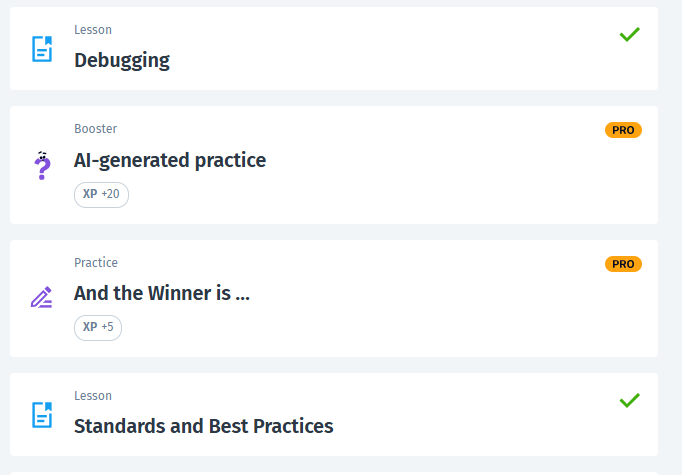 Lesson
Debugging
Booster
PRO
AI-generated practice
XP +20
Practice
PRO
And the Winner is ...
XP +5
Lesson
Standards and Best Practices